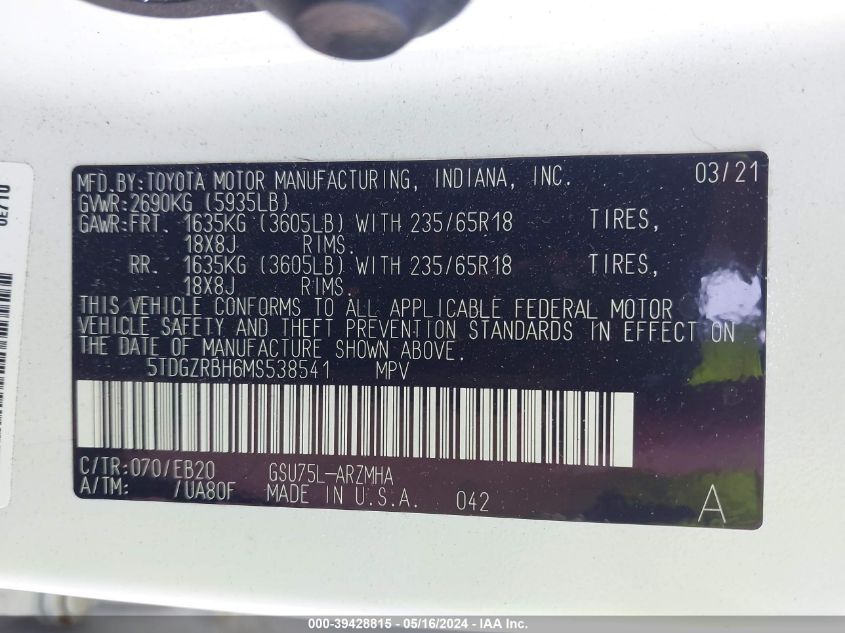 MFD.BY:TOYOTA MOTOR MANUFACTURING, INDIANA, INC. 03/21
GVWR:2690KG (5935LB)
GAWR:FRT. 1635KG (3605LB) WITH 235/65R18 TIRES,
18X8J RIMS.
RR. 1635KG (3605LB) WITH 235/65R18 TIRES,
18X8J RIMS.
THIS VEHICLE CONFORMS TO ALL APPLICABLE FEDERAL MOTOR
VEHICLE SAFETY AND THEFT PREVENTION STANDARDS IN EFFECT ON
THE DATE OF MANUFACTURE SHOWN ABOVE.
5TDGZRBH6MS538541 MPV
C/TR:070/EB20 GSU75L-ARZMHA
A/TM: /UA80F MADE IN U.S.A. 042 A
000-39428815 - 05/16/2024 - IAA Inc.